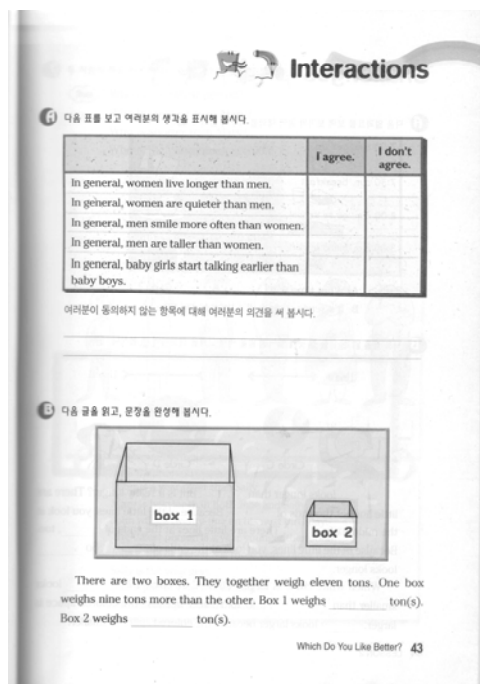 Interactions
A 다음 표를 보고 여러분의 생각을 표시해 봅시다.
I agree.
I don't
agree.
In general, women live longer than men.
In general, women are quieter than men.
In general, men smile more often than women.
In general, men are taller than women.
In general, baby girls start talking earlier than
baby boys.
여러분이 동의하지 않는 항목에 대해 여러분의 의견을 써 봅시다.
B 다음 글을 읽고, 문장을 완성해 봅시다.
box 1
box 2
There are two boxes. They together weigh eleven tons. One box
weighs nine tons more than the other. Box 1 weighs ________ ton(s).
Box 2 weighs ________ ton(s).
Which Do You Like Better? 43